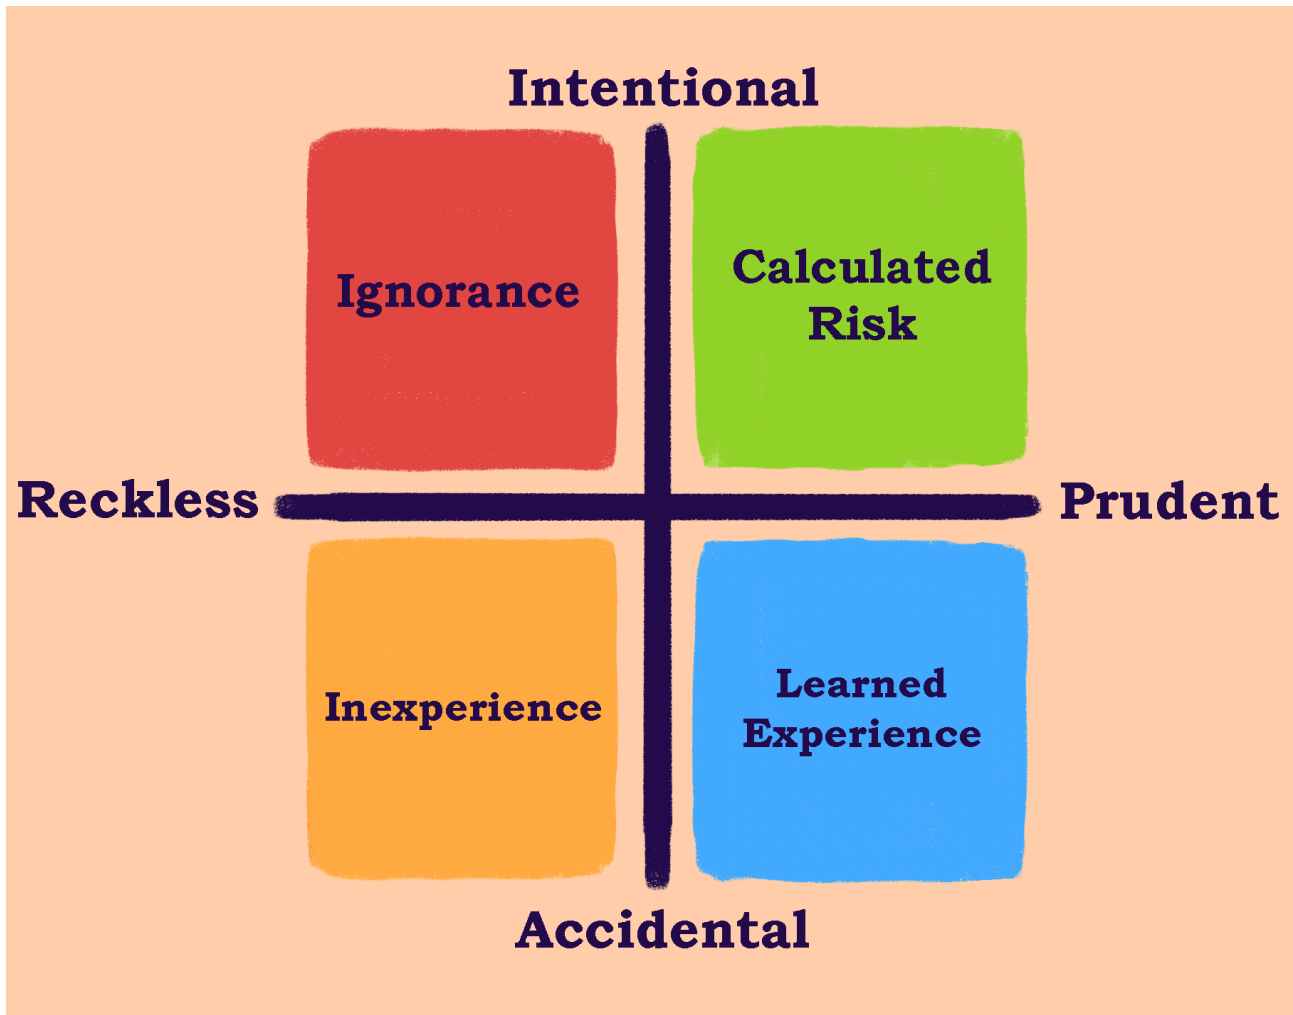 Intentional
Ignorance
Calculated
Risk
Reckless
Prudent
Inexperience
Learned
Experience
Accidental